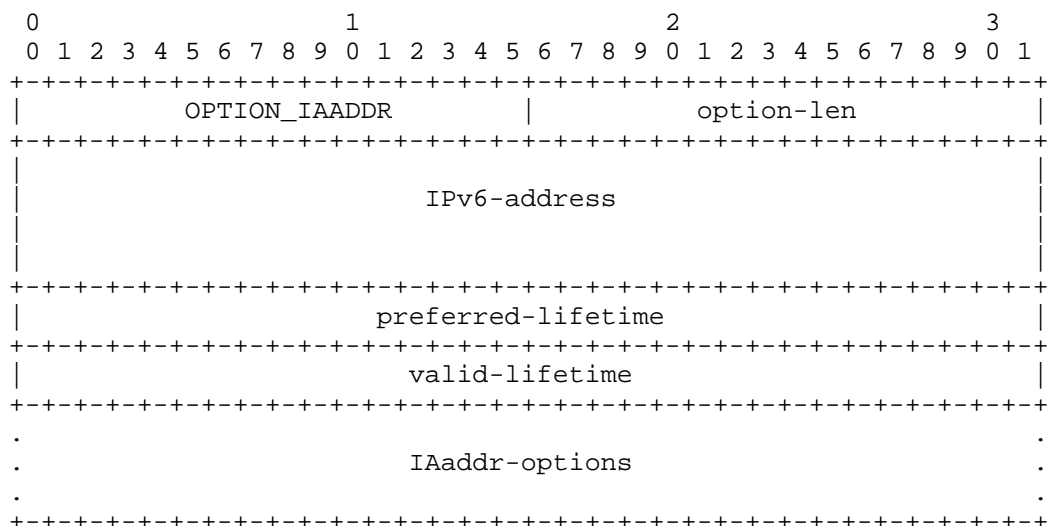 0                   1                   2                   3
 0 1 2 3 4 5 6 7 8 9 0 1 2 3 4 5 6 7 8 9 0 1 2 3 4 5 6 7 8 9 0 1
+-+-+-+-+-+-+-+-+-+-+-+-+-+-+-+-+-+-+-+-+-+-+-+-+-+-+-+-+-+-+-+-+
|          OPTION_IAADDR        |          option-len           |
+-+-+-+-+-+-+-+-+-+-+-+-+-+-+-+-+-+-+-+-+-+-+-+-+-+-+-+-+-+-+-+-+
|                                                               |
|                         IPv6-address                          |
|                                                               |
|                                                               |
+-+-+-+-+-+-+-+-+-+-+-+-+-+-+-+-+-+-+-+-+-+-+-+-+-+-+-+-+-+-+-+-+
|                      preferred-lifetime                       |
+-+-+-+-+-+-+-+-+-+-+-+-+-+-+-+-+-+-+-+-+-+-+-+-+-+-+-+-+-+-+-+-+
|                        valid-lifetime                         |
+-+-+-+-+-+-+-+-+-+-+-+-+-+-+-+-+-+-+-+-+-+-+-+-+-+-+-+-+-+-+-+-+
.                                                               .
.                        IAaddr-options                         .
.                                                               .
+-+-+-+-+-+-+-+-+-+-+-+-+-+-+-+-+-+-+-+-+-+-+-+-+-+-+-+-+-+-+-+-+